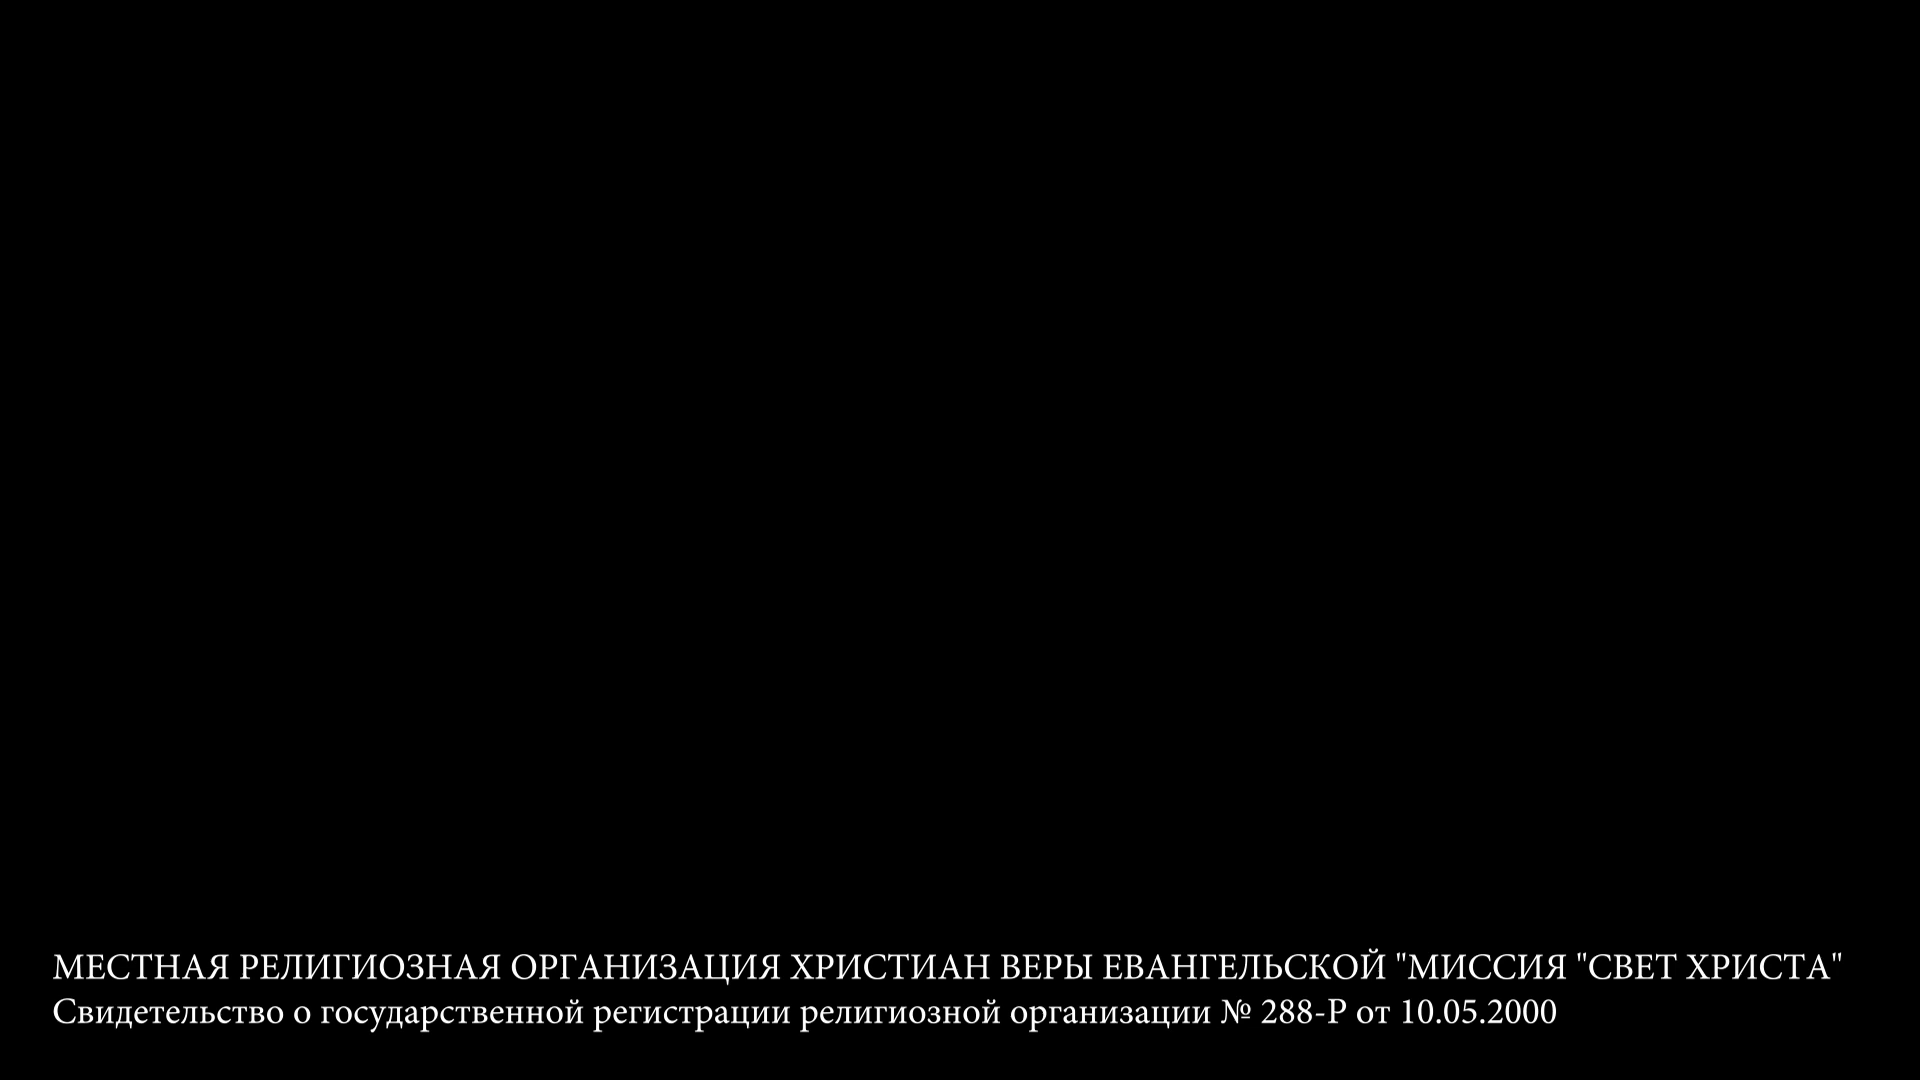 МЕСТНАЯ РЕЛИГИОЗНАЯ ОРГАНИЗАЦИЯ ХРИСТИАН ВЕРЫ ЕВАНГЕЛЬСКОЙ "МИССИЯ "СВЕТ ХРИСТА"
Свидетельство о государственной регистрации религиозной организации № 288-Р от 10.05.2000